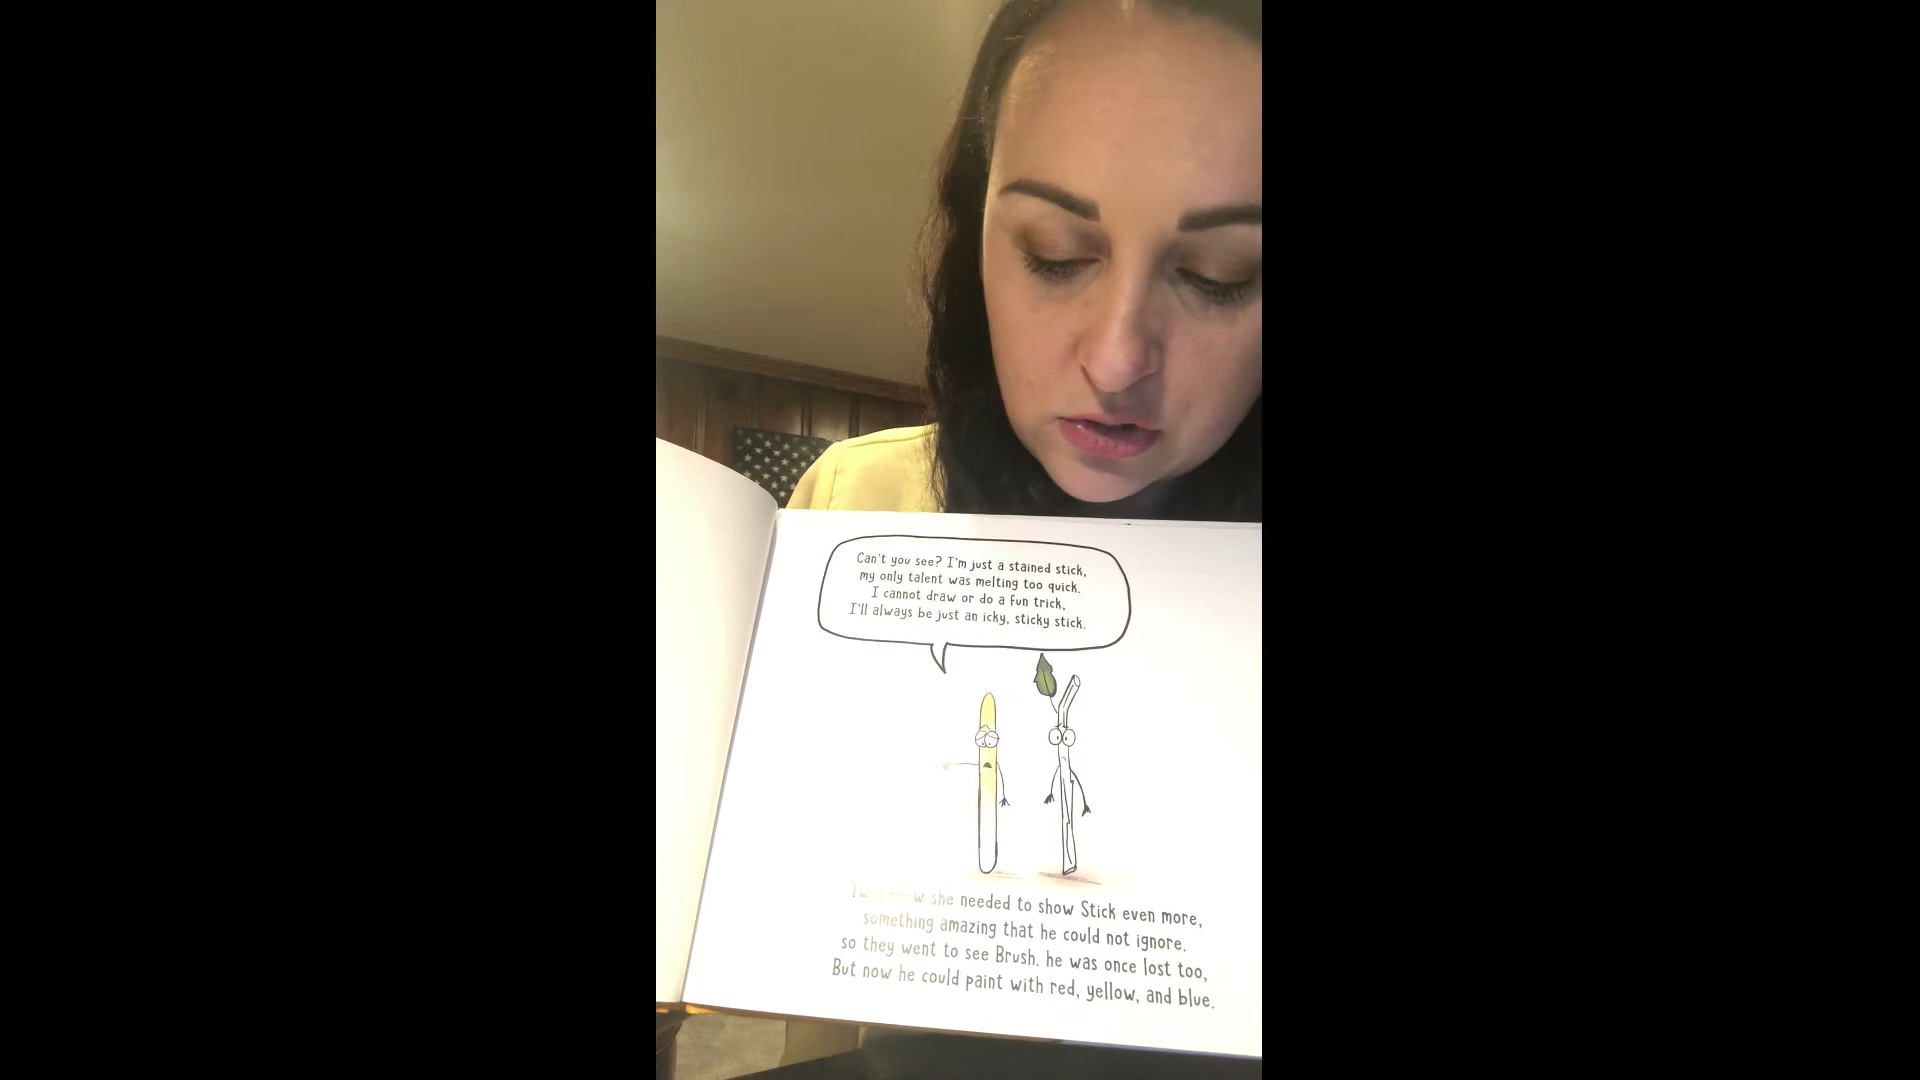 Can't you see? I'm just a stained stick,
my only talent was melting too quick.
I cannot draw or do a fun trick,
I'll always be just an icky, sticky stick.
she needed to show Stick even more,
something amazing that he could not ignore.
so they went to see Brush. he was once lost too,
But now he could paint with red, yellow, and blue.